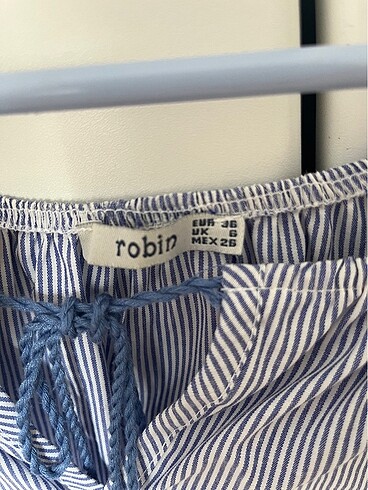 robin
EUR 36
UK 6
MEX 26